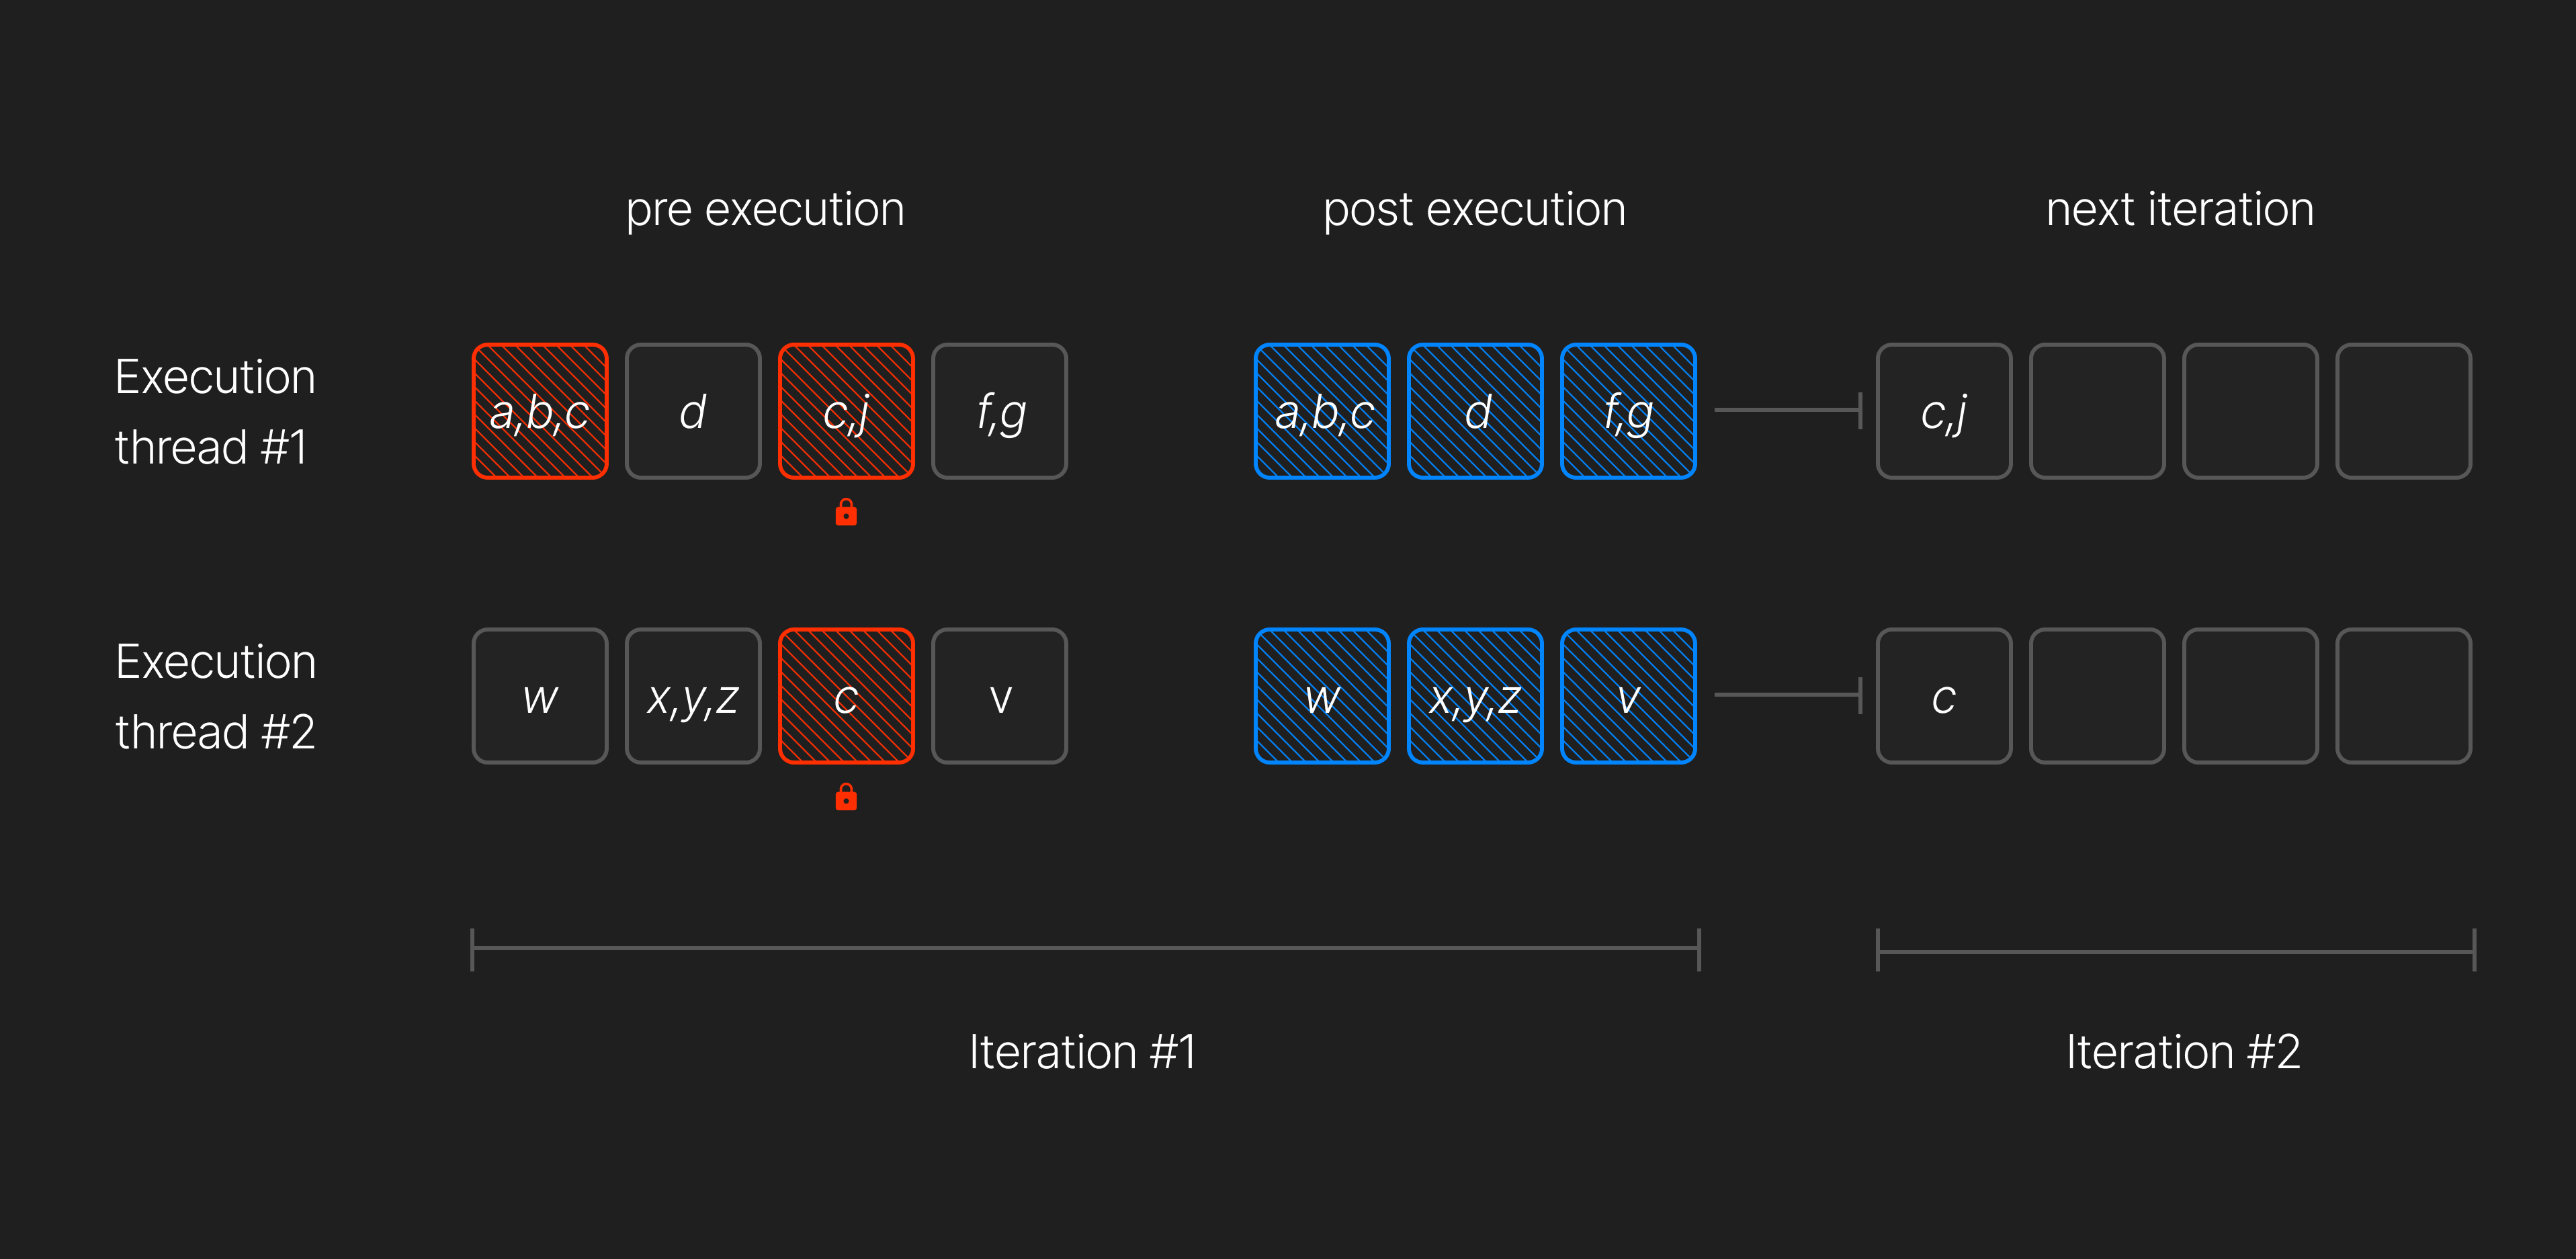 pre execution
post execution
next iteration
Execution
thread #1
a,b,c
d
c,j
f,g
a,b,c
d
f,g
c,j
Execution
thread #2
w
x,y,z
c
v
w
x,y,z
v
c
Iteration #1
Iteration #2